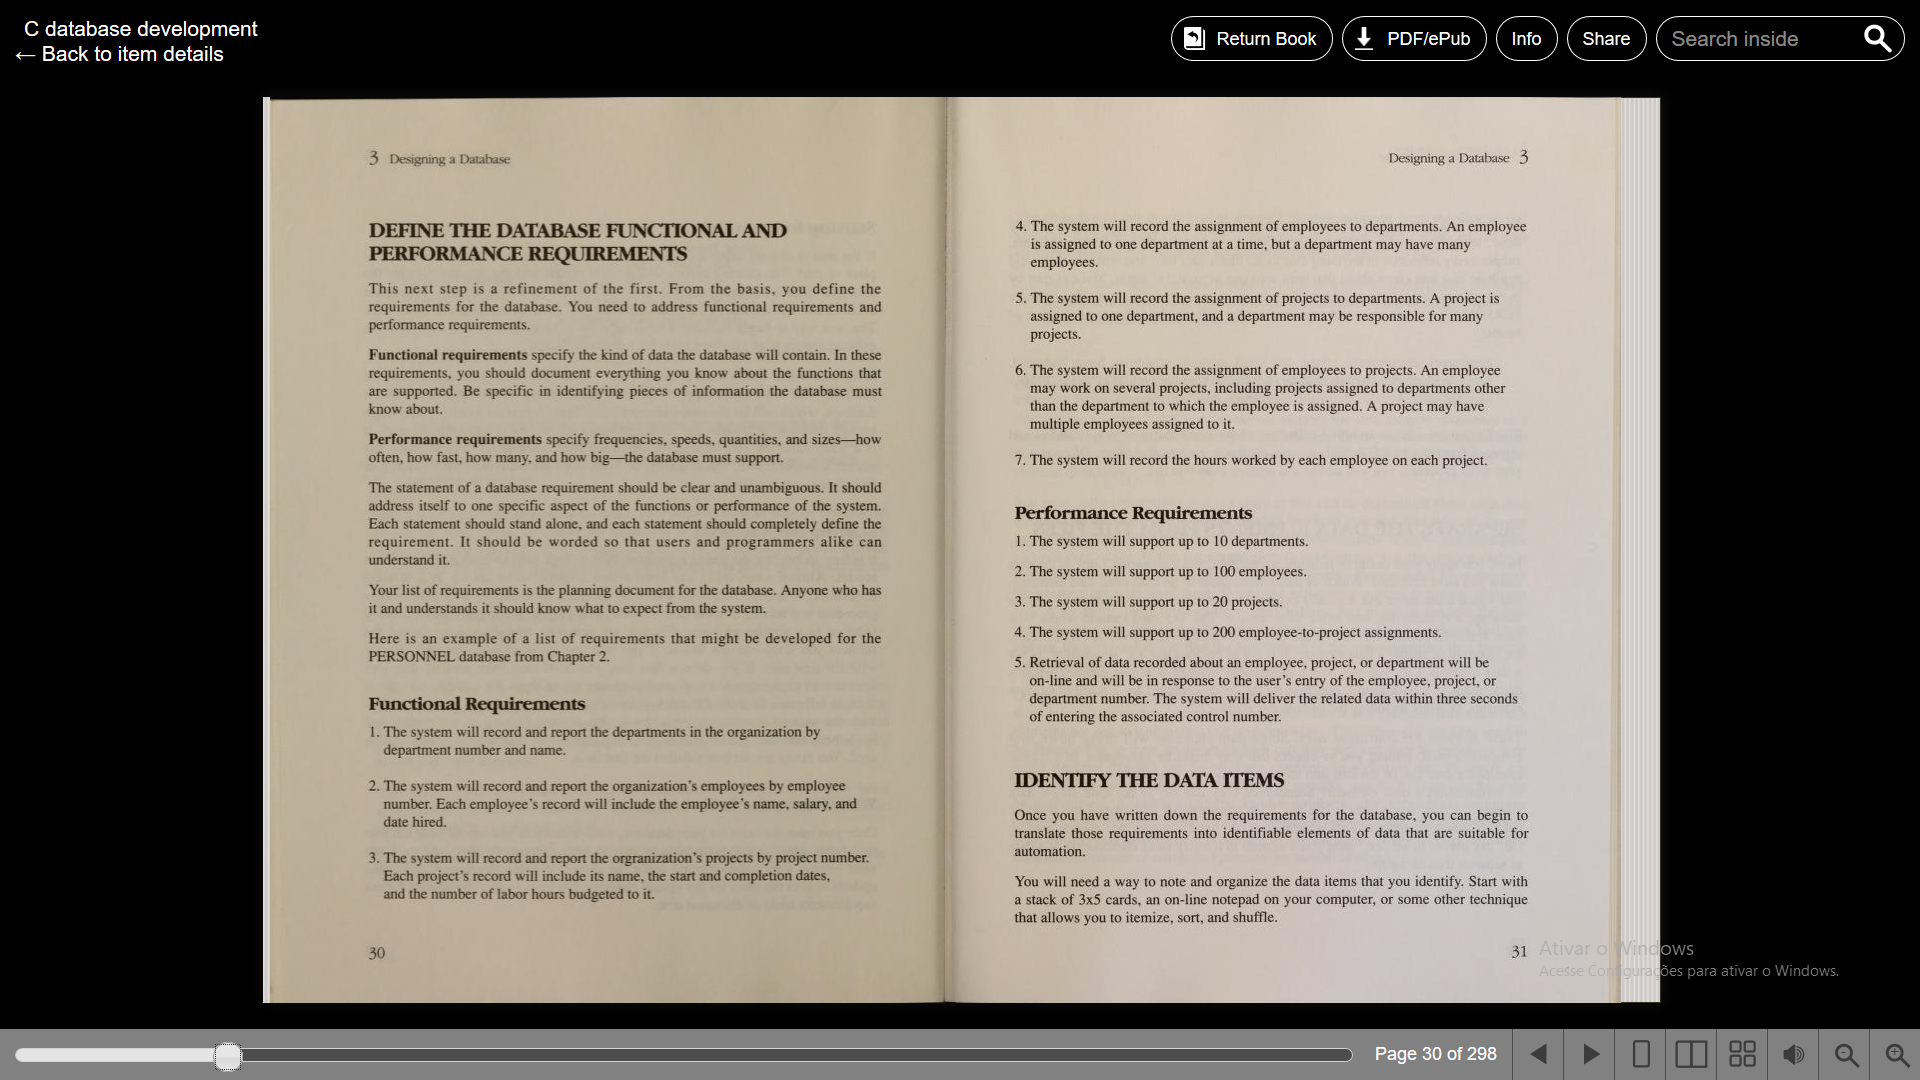 C database development
← Back to item details
Return Book
PDF/ePub
Info
Share
Search inside
3 Designing a Database
DEFINE THE DATABASE FUNCTIONAL AND
PERFORMANCE REQUIREMENTS
This next step is a refinement of the first. From the basis, you define the
requirements for the database. You need to address functional requirements and
performance requirements.
Functional requirements specify the kind of data the database will contain. In these
requirements, you should document everything you know about the functions that
are supported. Be specific in identifying pieces of information the database must
know about.
Performance requirements specify frequencies, speeds, quantities, and sizes—how
often, how fast, how many, and how big—the database must support.
The statement of a database requirement should be clear and unambiguous. It should
address itself to one specific aspect of the functions or performance of the system.
Each statement should stand alone, and each statement should completely define the
requirement. It should be worded so that users and programmers alike can
understand it.
Your list of requirements is the planning document for the database. Anyone who has
it and understands it should know what to expect from the system.
Here is an example of a list of requirements that might be developed for the
PERSONNEL database from Chapter 2.
Functional Requirements
1. The system will record and report the departments in the organization by
department number and name.
2. The system will record and report the organization's employees by employee
number. Each employee's record will include the employee's name, salary, and
date hired.
3. The system will record and report the orgranization's projects by project number.
Each project's record will include its name, the start and completion dates,
and the number of labor hours budgeted to it.
30
Designing a Database 3
4. The system will record the assignment of employees to departments. An employee
is assigned to one department at a time, but a department may have many
employees.
5. The system will record the assignment of projects to departments. A project is
assigned to one department, and a department may be responsible for many
projects.
6. The system will record the assignment of employees to projects. An employee
may work on several projects, including projects assigned to departments other
than the department to which the employee is assigned. A project may have
multiple employees assigned to it.
7. The system will record the hours worked by each employee on each project.
Performance Requirements
1. The system will support up to 10 departments.
2. The system will support up to 100 employees.
3. The system will support up to 20 projects.
4. The system will support up to 200 employee-to-project assignments.
5. Retrieval of data recorded about an employee, project, or department will be
on-line and will be in response to the user's entry of the employee, project, or
department number. The system will deliver the related data within three seconds
of entering the associated control number.
IDENTIFY THE DATA ITEMS
Once you have written down the requirements for the database, you can begin to
translate those requirements into identifiable elements of data that are suitable for
automation.
You will need a way to note and organize the data items that you identify. Start with
a stack of 3x5 cards, an on-line notepad on your computer, or some other technique
that allows you to itemize, sort, and shuffle.
31
Ativar o Windows
Acesse Configurações para ativar o Windows.
Page 30 of 298